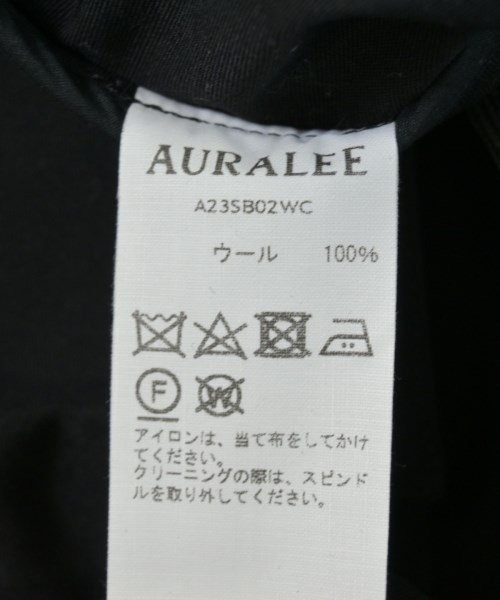 AURALEE
A23SB02WC
ウール 100%
F W
アイロンは、当て布をしてかけ
てください。
クリーニングの際は、スピンド
ルを取り外してください。